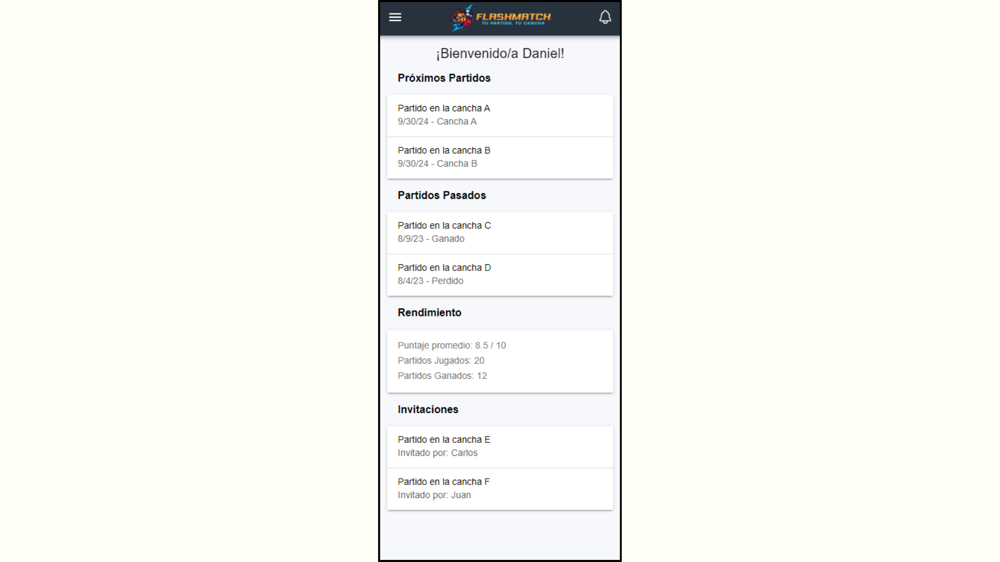 FLASHMATCH
TU PARTIDO, TU CANCHA
¡Bienvenido/a Daniel!
Próximos Partidos
Partido en la cancha A
9/30/24 - Cancha A
Partido en la cancha B
9/30/24 - Cancha B
Partidos Pasados
Partido en la cancha C
8/9/23 - Ganado
Partido en la cancha D
8/4/23 - Perdido
Rendimiento
Puntaje promedio: 8.5 / 10
Partidos Jugados: 20
Partidos Ganados: 12
Invitaciones
Partido en la cancha E
Invitado por: Carlos
Partido en la cancha F
Invitado por: Juan